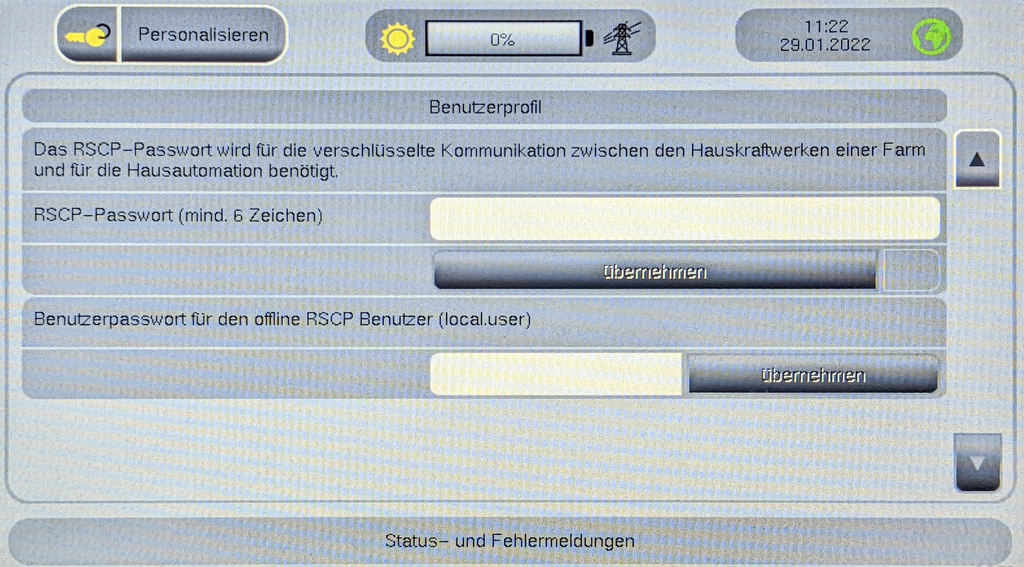 Personalisieren
0%
11:22
29.01.2022
Benutzerprofil
Das RSCP-Passwort wird für die verschlüsselte Kommunikation zwischen den Hauskraftwerken einer Farm
und für die Hausautomation benötigt.
RSCP-Passwort (mind. 6 Zeichen)
übernehmen
Benutzerpasswort für den offline RSCP Benutzer (local.user)
übernehmen
Status- und Fehlermeldungen